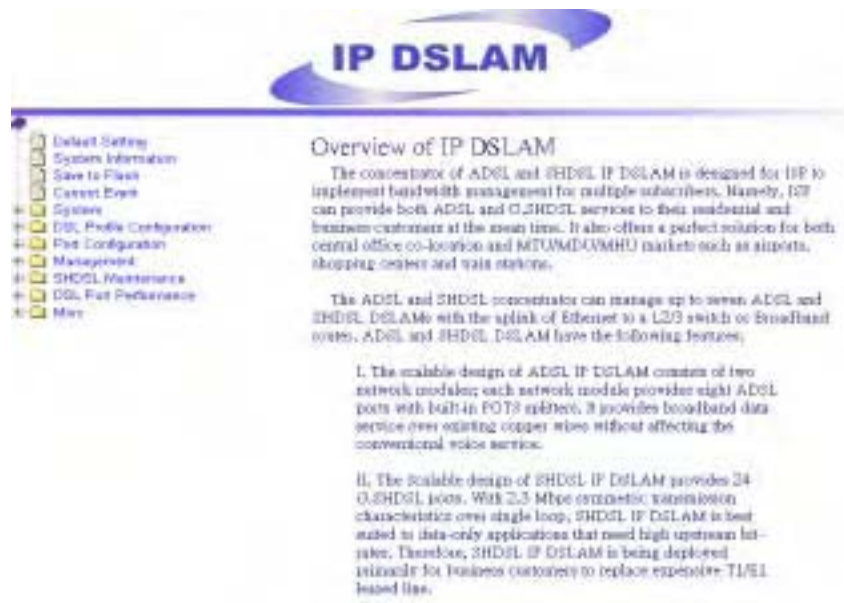 IP DSLAM
Default Setting
System Information
Save to Flash
Current Event
System
DSL Profile Configuration
Port Configuration
Management
SHDSL Maintenance
DSL Port Performance
Misc
Overview of IP DSLAM
The concentrator of ADSL and SHDSL IP DSLAM is designed for ISP to
implement bandwidth management for multiple subscribers. Namely, ISP
can provide both ADSL and G.SHDSL services to their residential and
business customers at the mean time. It also offers a perfect solution for both
central office co-location and MTU/MDU/MHU markets such as airports,
shopping centers and train stations.
The ADSL and SHDSL concentrator can manage up to seven ADSL and
SHDSL DSLAMs with the uplink of Ethernet to a L2/3 switch or Broadband
router. ADSL and SHDSL DSLAM have the following features;
I. The scalable design of ADSL IP DSLAM consists of two
network modules; each network module provides eight ADSL
ports with built-in POTS splitters. It provides broadband data
service over existing copper wires without affecting the
conventional voice service.
II. The scalable design of SHDSL IP DSLAM provides 24
G.SHDSL ports. With 2.3 Mbps symmetric transmission
characteristics over single loop, SHDSL IP DSLAM is best
suited to data-only applications that need high upstream bit-
rates. Therefore, SHDSL IP DSLAM is being deployed
primarily for business customers to replace expensive T1/E1
leased line.